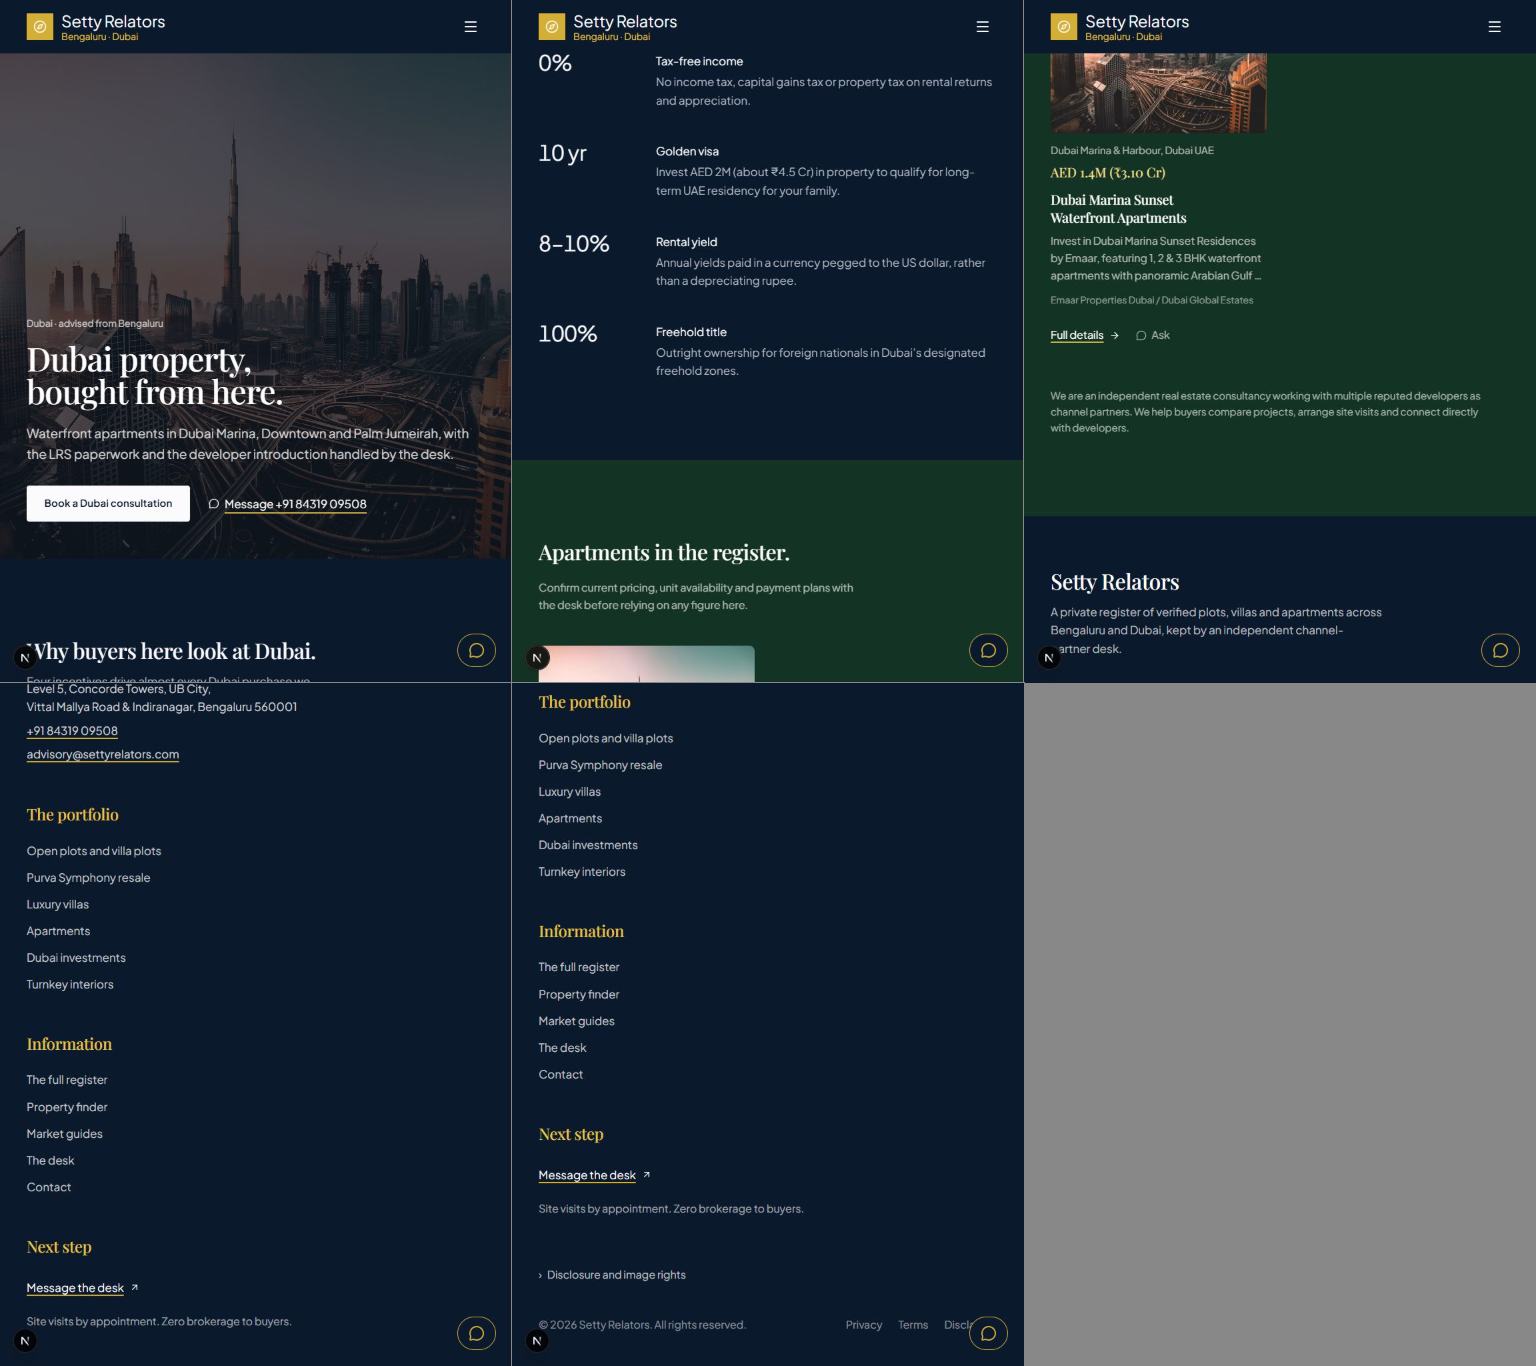 Setty Relators
Bengaluru · Dubai
Dubai · advised from Bengaluru
Dubai property,
bought from here.
Waterfront apartments in Dubai Marina, Downtown and Palm Jumeirah, with
the LRS paperwork and the developer introduction handled by the desk.
Book a Dubai consultation
Message +91 84319 09508
Why buyers here look at Dubai.
Four incentives drive almost every Dubai purchase we
N
Setty Relators
Bengaluru · Dubai
0%
Tax-free income
No income tax, capital gains tax or property tax on rental returns
and appreciation.
10 yr
Golden visa
Invest AED 2M (about ₹4.5 Cr) in property to qualify for long-
term UAE residency for your family.
8–10%
Rental yield
Annual yields paid in a currency pegged to the US dollar, rather
than a depreciating rupee.
100%
Freehold title
Outright ownership for foreign nationals in Dubai's designated
freehold zones.
Apartments in the register.
Confirm current pricing, unit availability and payment plans with
the desk before relying on any figure here.
N
Setty Relators
Bengaluru · Dubai
Dubai Marina & Harbour, Dubai UAE
AED 1.4M (₹3.10 Cr)
Dubai Marina Sunset
Waterfront Apartments
Invest in Dubai Marina Sunset Residences
by Emaar, featuring 1, 2 & 3 BHK waterfront
apartments with panoramic Arabian Gulf ...
Emaar Properties Dubai / Dubai Global Estates
Full details →
Ask
We are an independent real estate consultancy working with multiple reputed developers as
channel partners. We help buyers compare projects, arrange site visits and connect directly
with developers.
Setty Relators
A private register of verified plots, villas and apartments across
Bengaluru and Dubai, kept by an independent channel-
partner desk.
N
Level 5, Concorde Towers, UB City,
Vittal Mallya Road & Indiranagar, Bengaluru 560001
+91 84319 09508
advisory@settyrelators.com
The portfolio
Open plots and villa plots
Purva Symphony resale
Luxury villas
Apartments
Dubai investments
Turnkey interiors
Information
The full register
Property finder
Market guides
The desk
Contact
Next step
Message the desk ↗
Site visits by appointment. Zero brokerage to buyers.
N
The portfolio
Open plots and villa plots
Purva Symphony resale
Luxury villas
Apartments
Dubai investments
Turnkey interiors
Information
The full register
Property finder
Market guides
The desk
Contact
Next step
Message the desk ↗
Site visits by appointment. Zero brokerage to buyers.
› Disclosure and image rights
© 2026 Setty Relators. All rights reserved.
Privacy
Terms
N